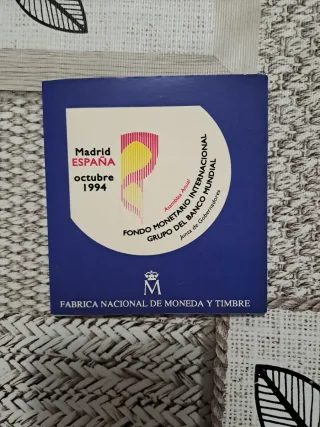 Madrid
ESPAÑA
octubre
1994
Asamblea Anual
FONDO MONETARIO INTERNACIONAL
GRUPO DEL BANCO MUNDIAL
Junta de Gobernadores
M
FABRICA NACIONAL DE MONEDA Y TIMBRE